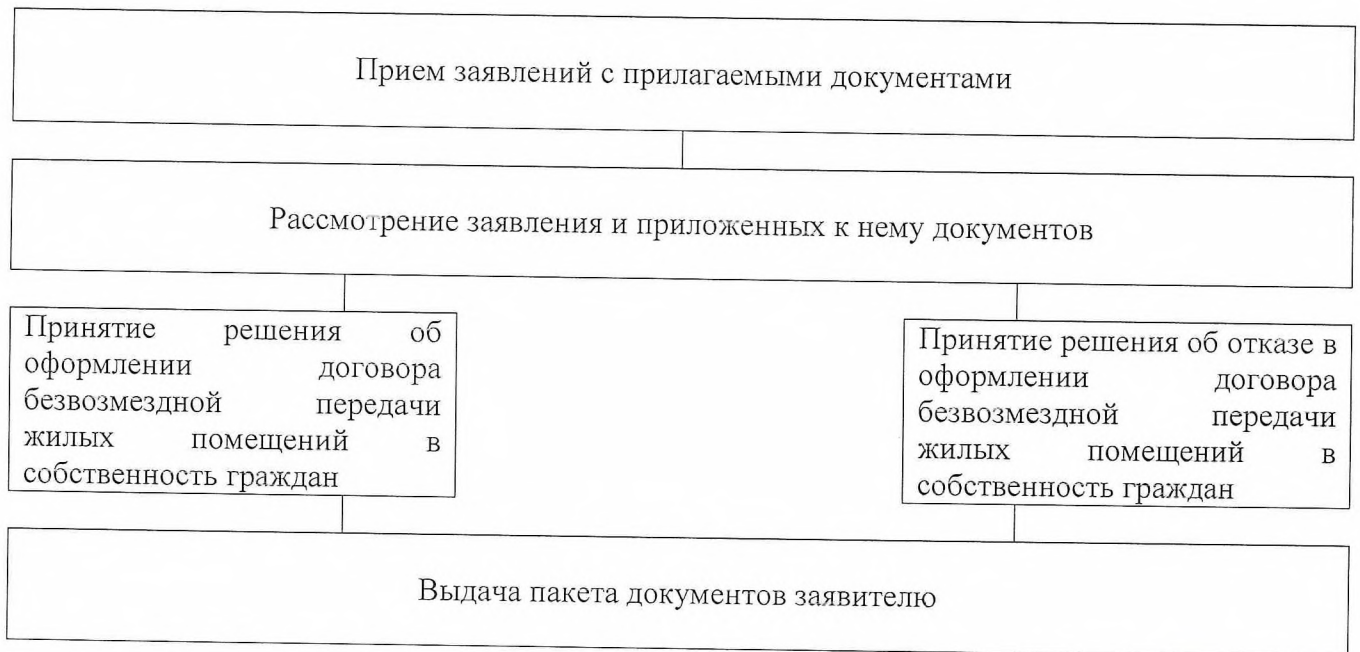 Прием заявлений с прилагаемыми документами
Рассмотрение заявления и приложенных к нему документов
Принятие решения об
оформлении договора
безвозмездной передачи
жилых помещений в
собственность граждан
Принятие решения об отказе в
оформлении договора
безвозмездной передачи
жилых помещений в
собственность граждан
Выдача пакета документов заявителю